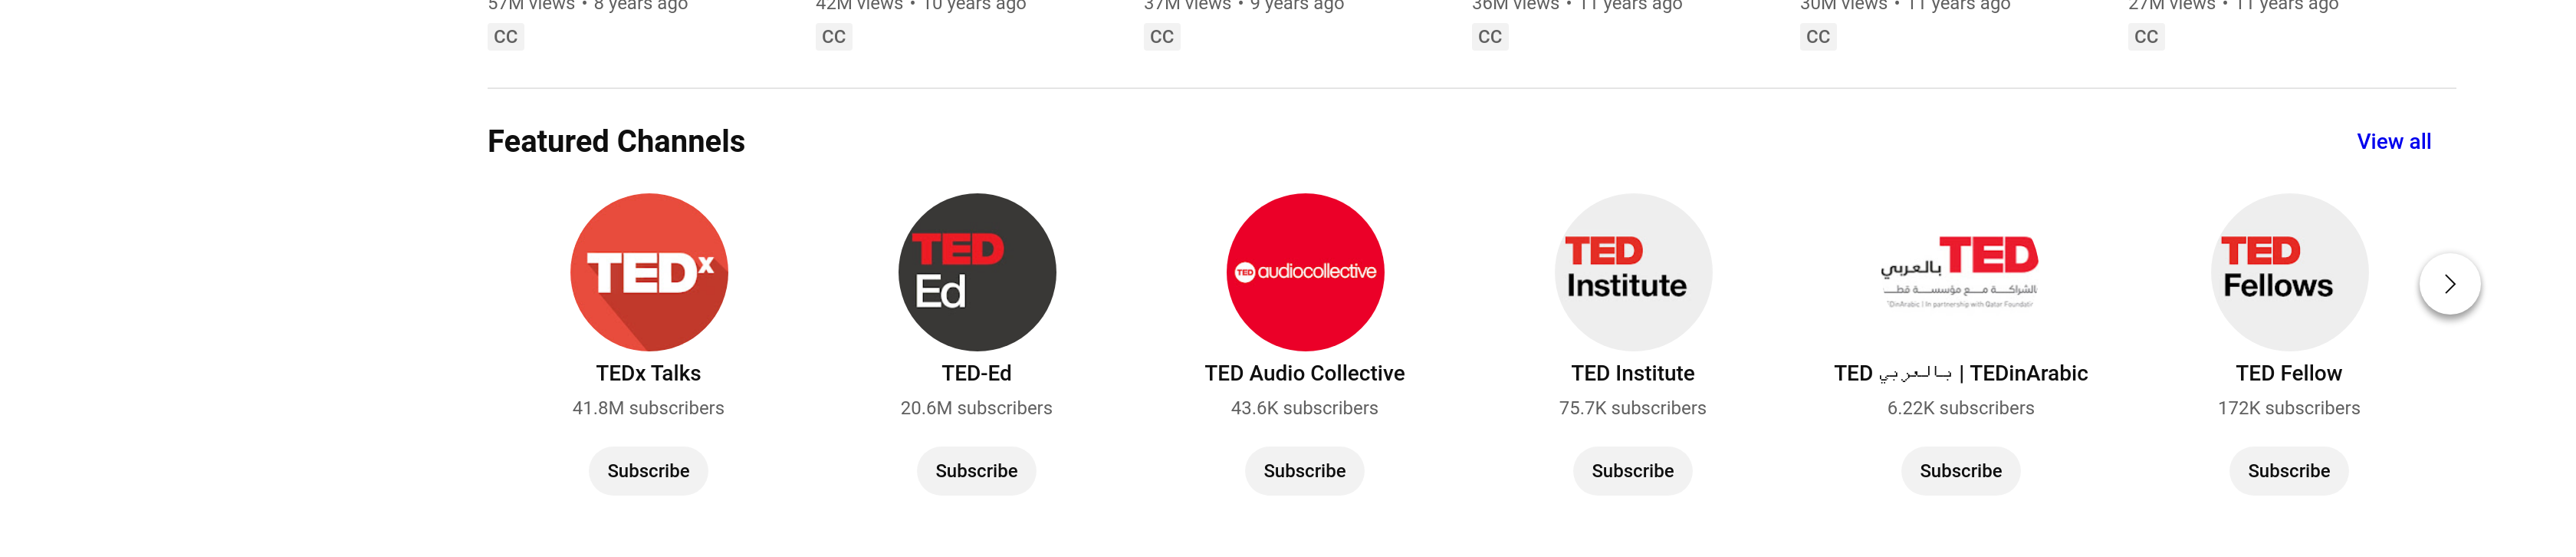 57M views • 8 years ago
42M views • 10 years ago
37M views • 9 years ago
36M views • 11 years ago
30M views • 11 years ago
27M views • 11 years ago
CC
CC
CC
CC
CC
CC
Featured Channels
View all
TEDx
TED
Ed
TED audiocollective
TED
Institute
TED بالعربي
الشراكة مع مؤسسة قطـ
"DinArabic | In partnership with Qatar Foundatir
TED
Fellows
TEDx Talks
TED-Ed
TED Audio Collective
TED Institute
TED بالعربي | TEDinArabic
TED Fellow
41.8M subscribers
20.6M subscribers
43.6K subscribers
75.7K subscribers
6.22K subscribers
172K subscribers
Subscribe
Subscribe
Subscribe
Subscribe
Subscribe
Subscribe